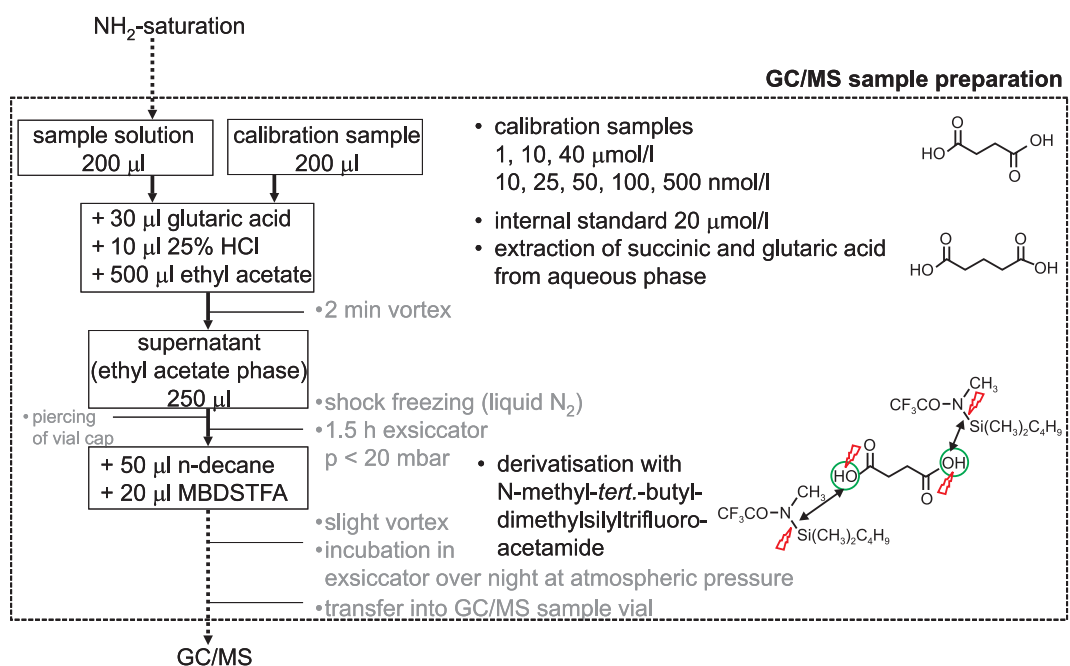 NH₂-saturation
GC/MS sample preparation
sample solution
200 µl
calibration sample
200 µl
• calibration samples
1, 10, 40 µmol/l
10, 25, 50, 100, 500 nmol/l
O
HO
OH
O
+ 30 µl glutaric acid
+ 10 µl 25% HCl
+ 500 µl ethyl acetate
• internal standard 20 µmol/l
• extraction of succinic and glutaric acid
from aqueous phase
O
O
HO
OH
•2 min vortex
supernatant
(ethyl acetate phase)
250 µl
•piercing
of vial cap
•shock freezing (liquid N₂)
•1.5 h exsiccator
p < 20 mbar
+ 50 µl n-decane
+ 20 µl MBDSTFA
• derivatisation with
N-methyl-tert.-butyl-
dimethylsilyltrifluoro-
acetamide
CH₃
CF₃CO
N
Si(CH₃)₂C₄H₉
O
HO
OH
O
CH₃
CF₃CO
N
Si(CH₃)₂C₄H₉
•slight vortex
•incubation in
exsiccator over night at atmospheric pressure
•transfer into GC/MS sample vial
GC/MS